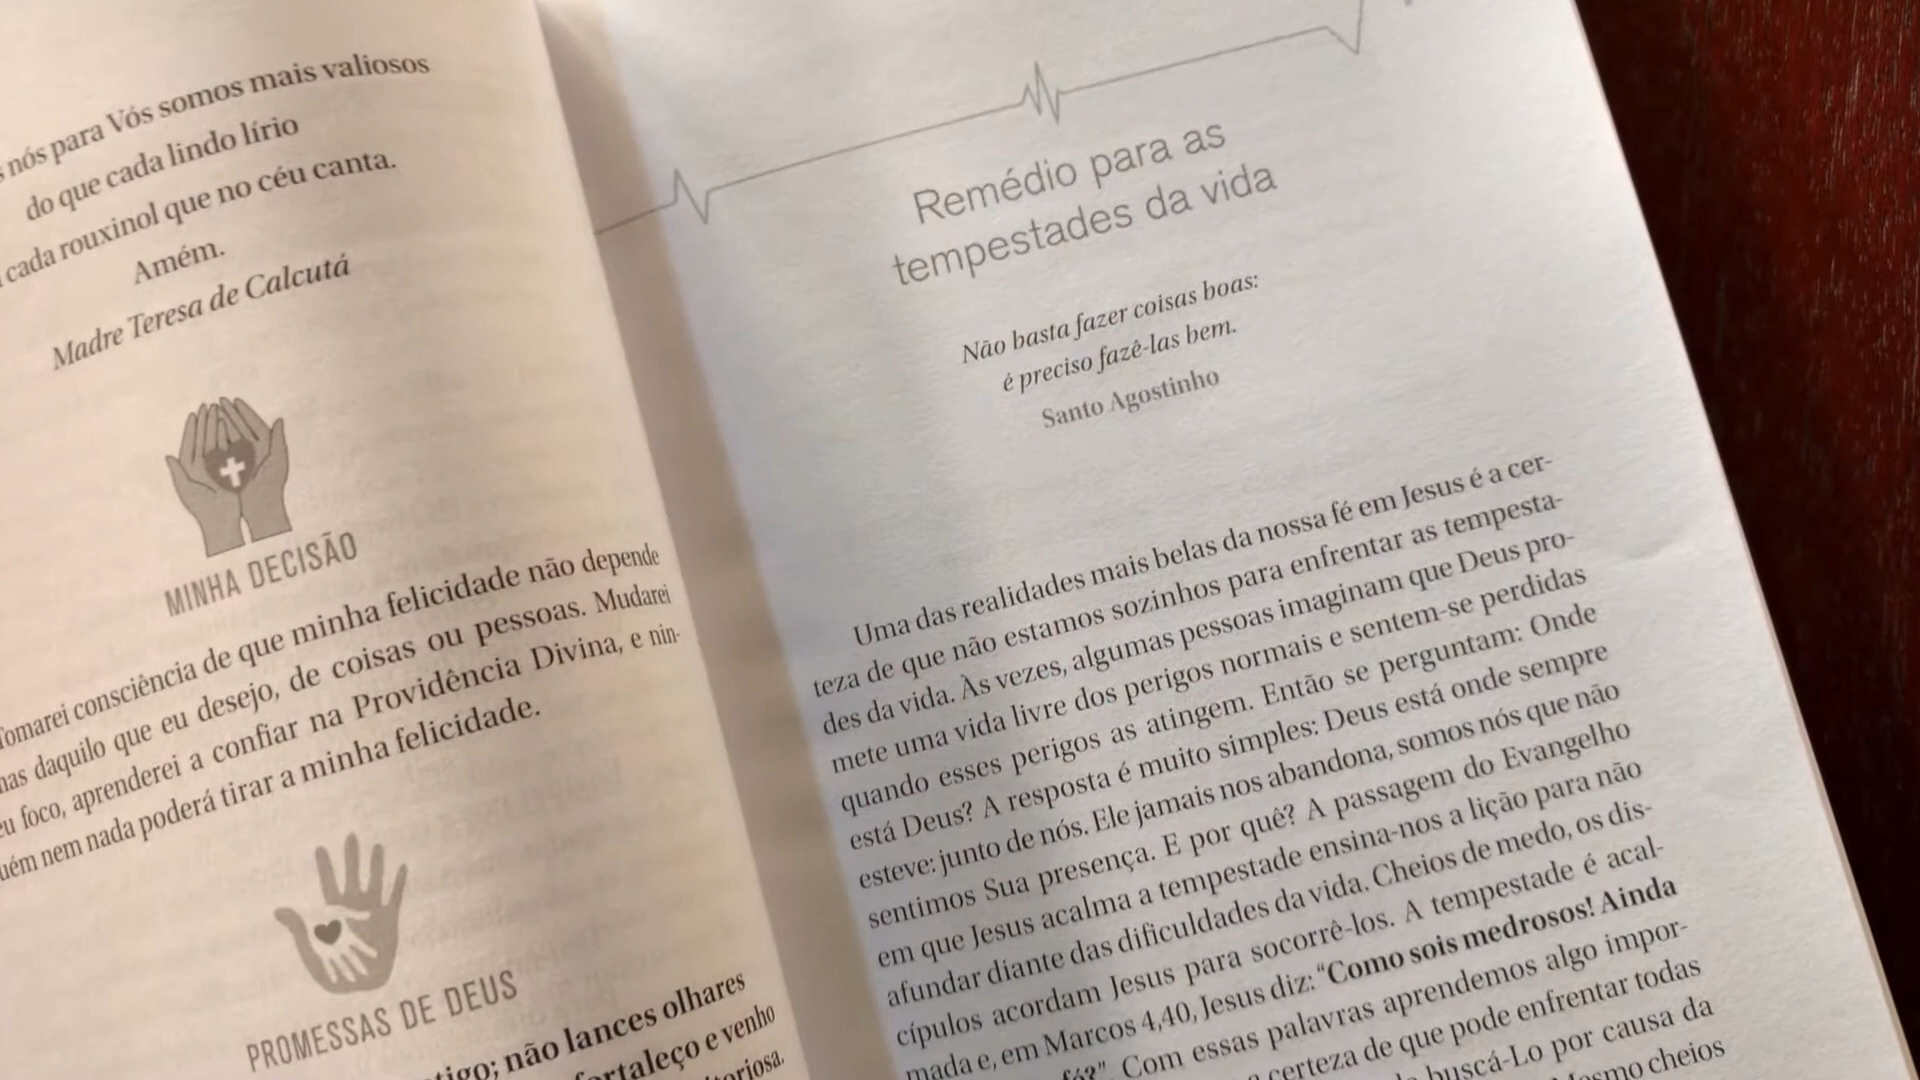 nós para Vós somos mais valiosos
do que cada lindo lírio
cada rouxinol que no céu canta.
Amém.
Madre Teresa de Calcutá
MINHA DECISÃO
Tomarei consciência de que minha felicidade não depende
daquilo que eu desejo, de coisas ou pessoas. Mudarei
foco, aprenderei a confiar na Providência Divina, e nin-
guém nem nada poderá tirar a minha felicidade.
PROMESSAS DE DEUS
não lances olhares
e venho
Remédio para as
tempestades da vida
Não basta fazer coisas boas:
é preciso fazê-las bem.
Santo Agostinho
Uma das realidades mais belas da nossa fé em Jesus é a cer-
teza de que não estamos sozinhos para enfrentar as tempesta-
des da vida. Às vezes, algumas pessoas imaginam que Deus pro-
mete uma vida livre dos perigos normais e sentem-se perdidas
quando esses perigos as atingem. Então se perguntam: Onde
está Deus? A resposta é muito simples: Deus está onde sempre
esteve: junto de nós. Ele jamais nos abandona, somos nós que não
sentimos Sua presença. E por quê? A passagem do Evangelho
em que Jesus acalma a tempestade ensina-nos a lição para não
afundar diante das dificuldades da vida. Cheios de medo, os dis-
cípulos acordam Jesus para socorrê-los. A tempestade é acal-
mada e, em Marcos 4,40, Jesus diz: “Como sois medrosos! Ainda
fé?”. Com essas palavras aprendemos algo impor-
certeza de que pode enfrentar todas
buscá-Lo por causa da
cheios